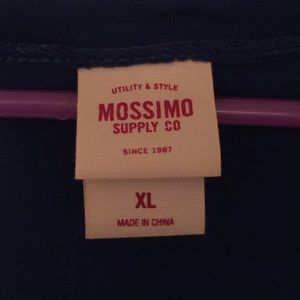 UTILITY & STYLE
MOSSIMO
SUPPLY CO
SINCE 1987
XL
MADE IN CHINA